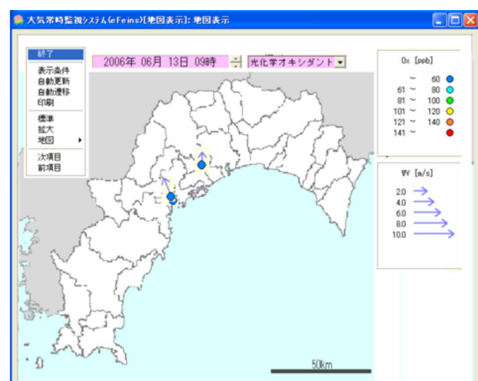 大気常時監視システム(eFeins)[地図表示]: 地図表示
終了
表示条件
自動更新
自動遷移
印刷
標準
拡大
地図
次項目
前項目
2006年 06月 13日 09時
光化学オキシダント
Ox [ppb]
～ 60
61 ～ 80
81 ～ 100
101 ～ 120
121 ～ 140
141 ～
WV [m/s]
2.0
4.0
6.0
8.0
10.0
50km